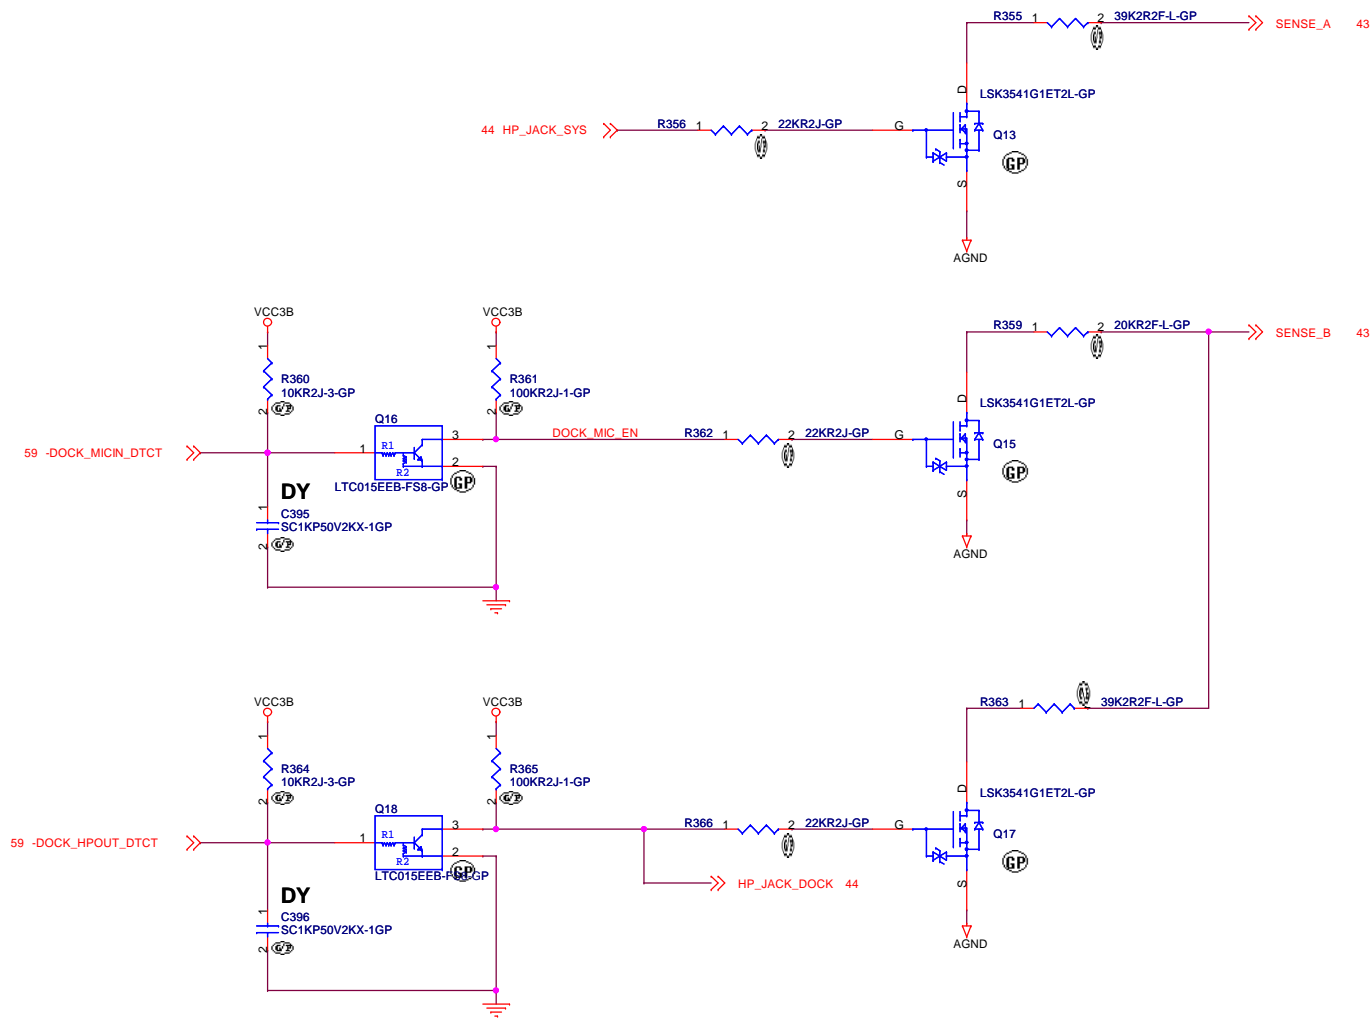 R355 1 2 39K2R2F-L-GP
SENSE_A 43
D
LSK3541G1ET2L-GP
44 HP_JACK_SYS
R356 1 2 22KR2J-GP
G
Q13
GP
S
AGND
VCC3B
VCC3B
R359 1 2 20KR2F-L-GP
SENSE_B 43
1
R360
10KR2J-3-GP
2
G/P
1
R361
100KR2J-1-GP
2
G/P
D
LSK3541G1ET2L-GP
Q16
59 -DOCK_MICIN_DTCT
1
R1
R2
3
2
LTC015EEB-FS8-GP
GP
DOCK_MIC_EN
R362 1 2 22KR2J-GP
G
Q15
GP
S
AGND
DY
1
C395
SC1KP50V2KX-1GP
2
G/P
VCC3B
VCC3B
R363 1 2 39K2R2F-L-GP
1
R364
10KR2J-3-GP
2
G/P
1
R365
100KR2J-1-GP
2
G/P
D
LSK3541G1ET2L-GP
Q18
59 -DOCK_HPOUT_DTCT
1
R1
R2
3
2
LTC015EEB-FS8-GP
GP
R366 1 2 22KR2J-GP
G
Q17
GP
S
HP_JACK_DOCK 44
AGND
DY
1
C396
SC1KP50V2KX-1GP
2
G/P